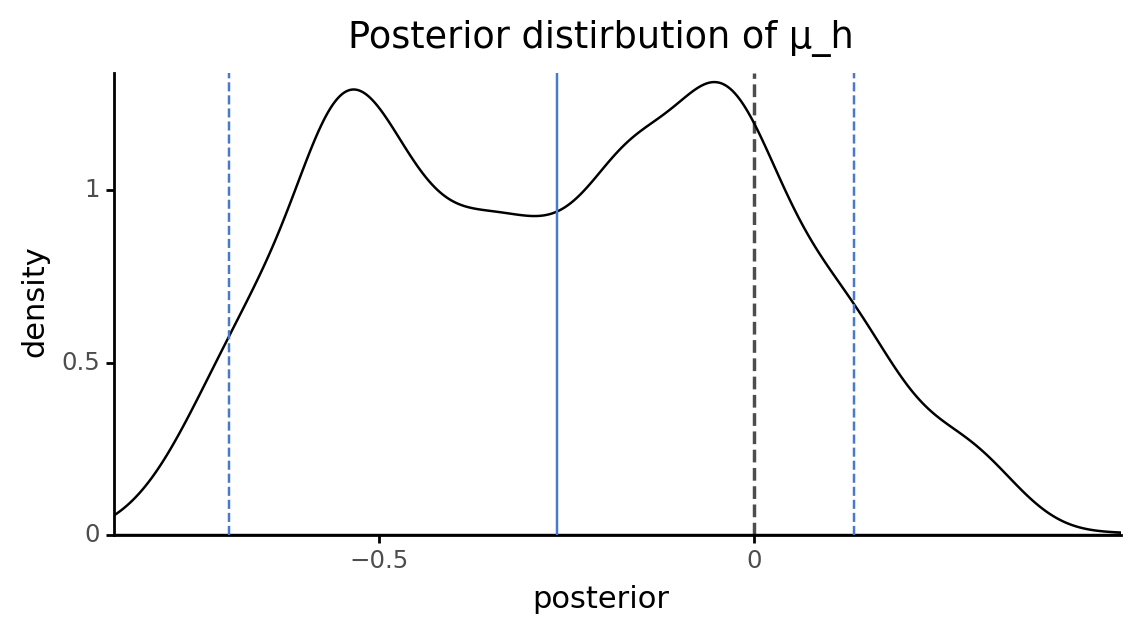 Posterior distirbution of μ_h
density
1
0.5
0
−0.5
0
posterior